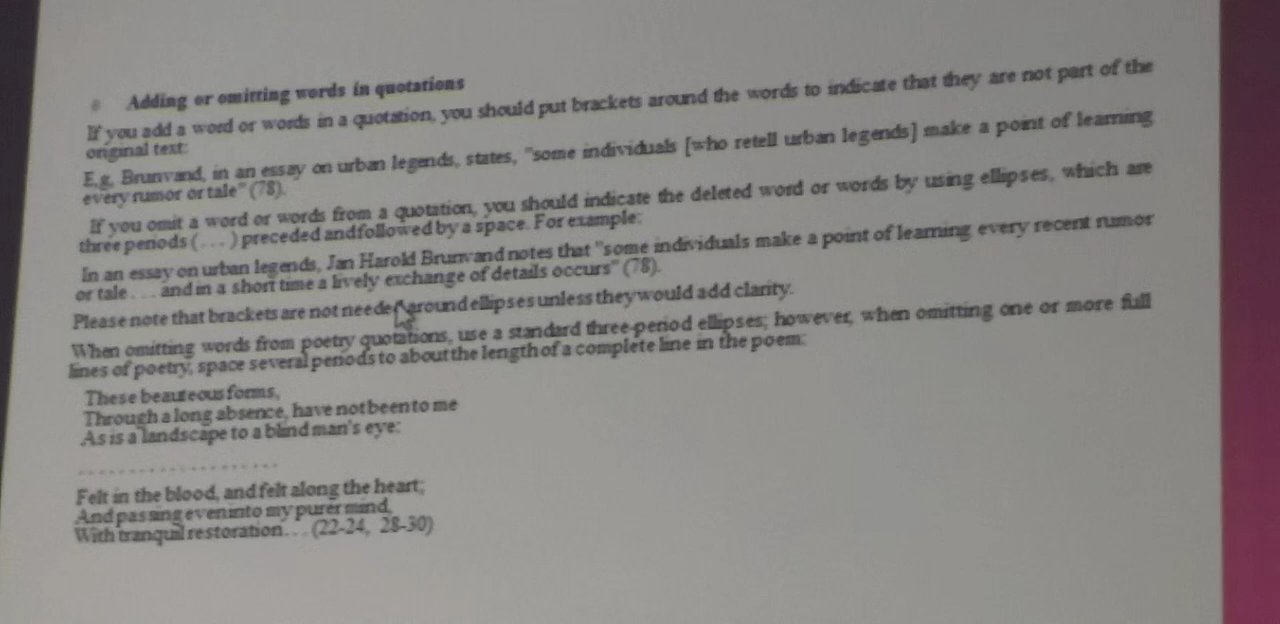 Adding or omitting words in quotations
If you add a word or words in a quotation, you should put brackets around the words to indicate that they are not part of the
original text:
E.g. Brunvand, in an essay on urban legends, states, "some individuals [who retell urban legends] make a point of learning
every rumor or tale" (78).
If you omit a word or words from a quotation, you should indicate the deleted word or words by using ellipses, which are
three periods ( . . . ) preceded and followed by a space. For example:
In an essay on urban legends, Jan Harold Brunvand notes that "some individuals make a point of learning every recent rumor
or tale . . . and in a short time a lively exchange of details occurs" (78).
Please note that brackets are not neede around ellipses unless they would add clarity.
When omitting words from poetry quotations, use a standard three-period ellipses; however, when omitting one or more full
lines of poetry, space several periods to about the length of a complete line in the poem:
These beauteous forms,
Through a long absence, have not been to me
As is a landscape to a blind man's eye:
. . . . . . . . . . . . . . . . . . . .
Felt in the blood, and felt along the heart;
And passing even into my purer mind,
With tranquil restoration . . . (22-24, 28-30)